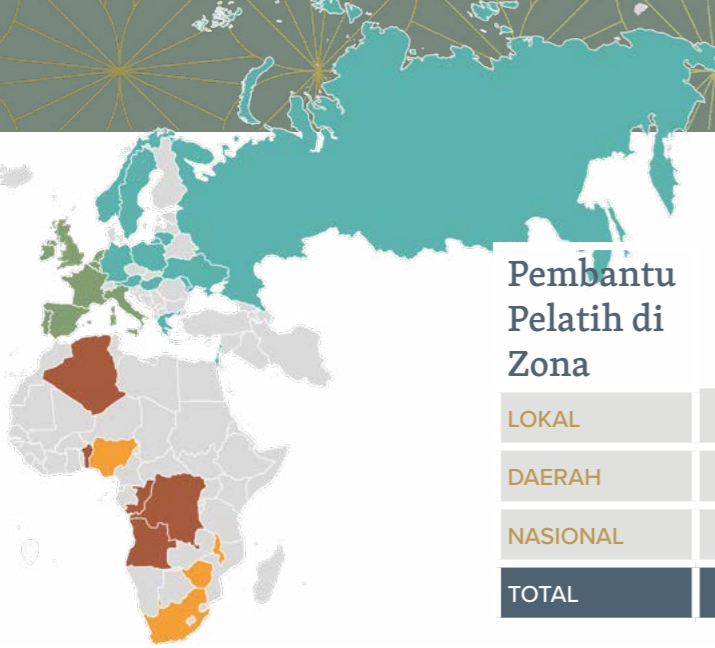 Pembantu
Pelatih di
Zona
LOKAL
DAERAH
NASIONAL
TOTAL